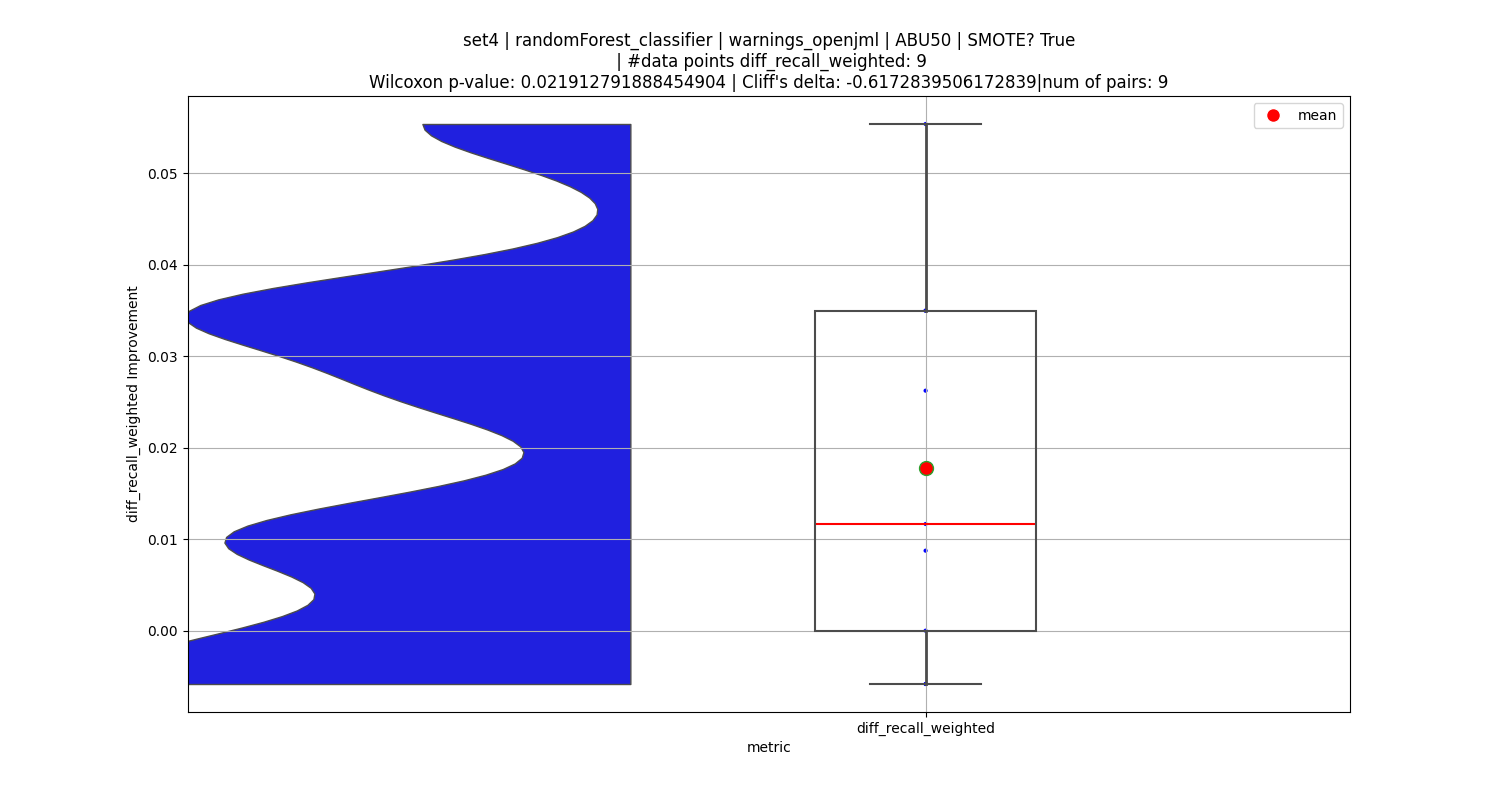 set4 | randomForest_classifier | warnings_openjml | ABU50 | SMOTE? True
| #data points diff_recall_weighted: 9
Wilcoxon p-value: 0.021912791888454904 | Cliff's delta: -0.6172839506172839|num of pairs: 9
mean
0.05
0.04
0.03
0.02
0.01
0.00
diff_recall_weighted Improvement
diff_recall_weighted
metric